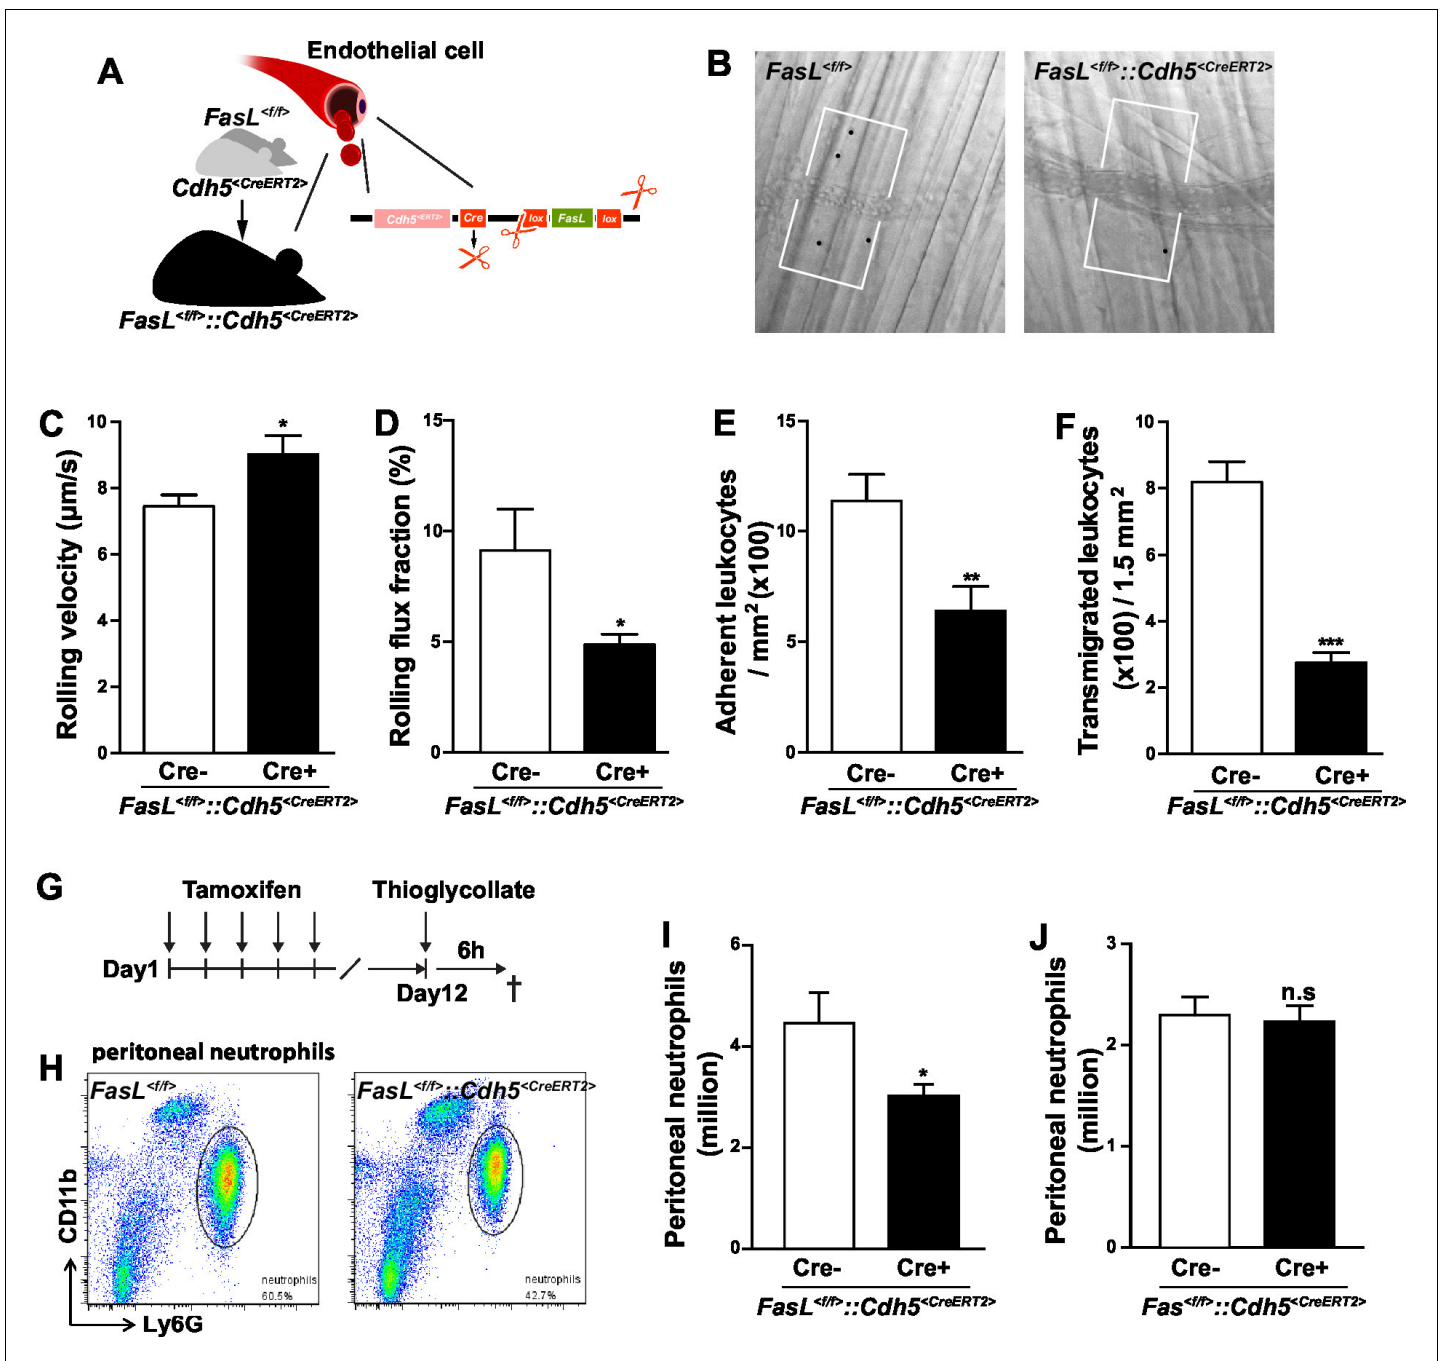 A
Endothelial cell
FasL<f/f>
Cdh5<CreERT2>
FasL<f/f>::Cdh5<CreERT2>
Cdh5<ERT2>
Cre
lox
FasL
lox
B
FasL<f/f>
FasL<f/f>::Cdh5<CreERT2>
C
Rolling velocity (µm/s)
10
8
6
4
2
0
*
Cre-
Cre+
FasL<f/f>::Cdh5<CreERT2>
D
Rolling flux fraction (%)
15
10
5
0
*
Cre-
Cre+
FasL<f/f>::Cdh5<CreERT2>
E
Adherent leukocytes
/ mm2 (x100)
15
10
5
0
**
Cre-
Cre+
FasL<f/f>::Cdh5<CreERT2>
F
Transmigrated leukocytes
(x100) / 1.5 mm2
10
8
6
4
2
0
***
Cre-
Cre+
FasL<f/f>::Cdh5<CreERT2>
G
Tamoxifen
Thioglycollate
Day1
6h
Day12
†
H
peritoneal neutrophils
FasL<f/f>
FasL<f/f>::Cdh5<CreERT2>
neutrophils
60.5%
neutrophils
42.7%
CD11b
Ly6G
I
Peritoneal neutrophils
(million)
6
4
2
0
*
Cre-
Cre+
FasL<f/f>::Cdh5<CreERT2>
J
Peritoneal neutrophils
(million)
3
2
1
0
n.s
Cre-
Cre+
Fas<f/f>::Cdh5<CreERT2>